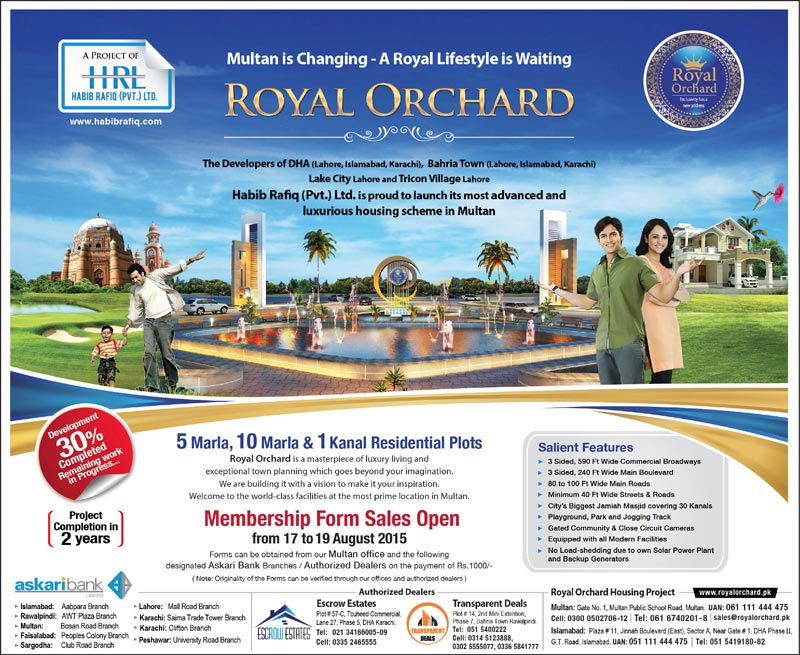 A PROJECT OF
HRL
HABIB RAFIQ (PVT.) LTD.
www.habibrafiq.com
Multan is Changing - A Royal Lifestyle is Waiting
ROYAL ORCHARD
Royal
Orchard
Exclusively has a
new address
The Developers of DHA (Lahore, Islamabad, Karachi), Bahria Town (Lahore, Islamabad, Karachi)
Lake City Lahore and Tricon Village Lahore
Habib Rafiq (Pvt.) Ltd. is proud to launch its most advanced and
luxurious housing scheme in Multan
Development
30%
Completed
Remaining work
in Progress...
Project
Completion in
2 years
5 Marla, 10 Marla & 1 Kanal Residential Plots
Royal Orchard is a masterpiece of luxury living and
exceptional town planning which goes beyond your imagination.
We are building it with a vision to make it your inspiration.
Welcome to the world-class facilities at the most prime location in Multan.
Membership Form Sales Open
from 17 to 19 August 2015
Forms can be obtained from our Multan office and the following
designated Askari Bank Branches / Authorized Dealers on the payment of Rs.1000/-
( Note: Originality of the Forms can be verified through our offices and authorized dealers )
Salient Features
3 Sided, 590 Ft Wide Commercial Broadways
3 Sided, 240 Ft Wide Main Boulevard
80 to 100 Ft Wide Main Roads
Minimum 40 Ft Wide Streets & Roads
City's Biggest Jamiah Masjid covering 30 Kanals
Playground, Park and Jogging Track
Gated Community & Close Circuit Cameras
Equipped with all Modern Facilities
No Load-shedding due to own Solar Power Plant
and Backup Generators
askaribank
LIMITED
Islamabad: Aabpara Branch
Rawalpindi: AWT Plaza Branch
Multan: Bosan Road Branch
Faisalabad: Peoples Colony Branch
Sargodha: Club Road Branch
Lahore: Mall Road Branch
Karachi: Saima Trade Tower Branch
Karachi: Clifton Branch
Peshawar: University Road Branch
Authorized Dealers
ESCROW ESTATES
Escrow Estates
Plot # 57-C, Touheed Commercial,
Lane 27, Phase 5, DHA Karachi.
Tel: 021 34166005-09
Cell: 0335 2465555
TRANSPARENT
DEALS
Transparent Deals
Plot # 14, 2nd Mini Extention,
Phase 7, Bahria Town Rawalpindi.
Tel: 051 5400222
Cell: 0314 5123888,
0302 5555077, 0336 5841777
Royal Orchard Housing Project
www.royalorchard.pk
Multan: Gate No. 1, Multan Public School Road, Multan. UAN: 061 111 444 475
Cell: 0300 0502706-12 | Tel: 061 6740201-8 | sales@royalorchard.pk
Islamabad: Plaza # 11, Jinnah Boulevard (East), Sector A, Near Gate # 1, DHA Phase II,
G.T. Road, Islamabad. UAN: 051 111 444 475 | Tel: 051 5419180-82